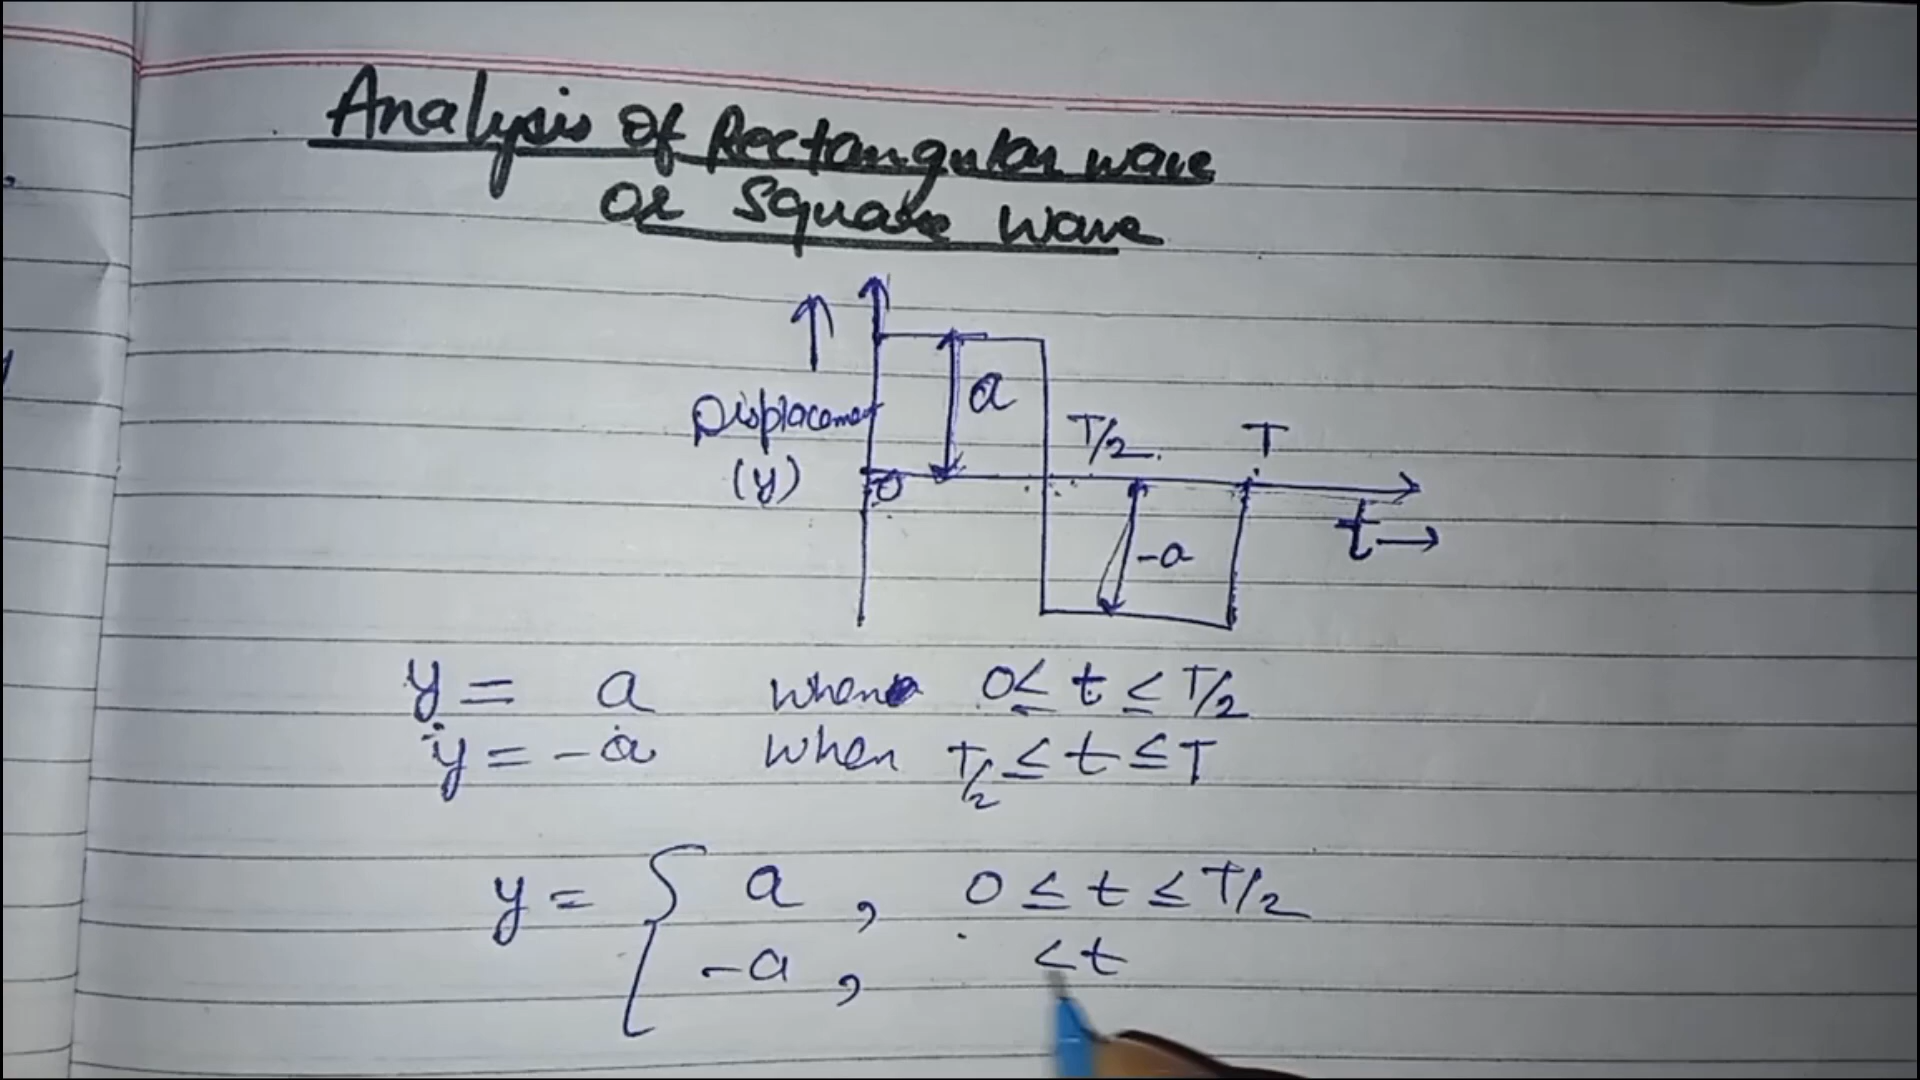 Analysis Of Rectangular wave
Or Square wave
Displacement
(y)
a
0
T/2
T
-a
t→
y = a when 0 ≤ t ≤ T/2
y = -a when T/2 ≤ t ≤ T
y = { a , 0 ≤ t ≤ T/2
-a , < t